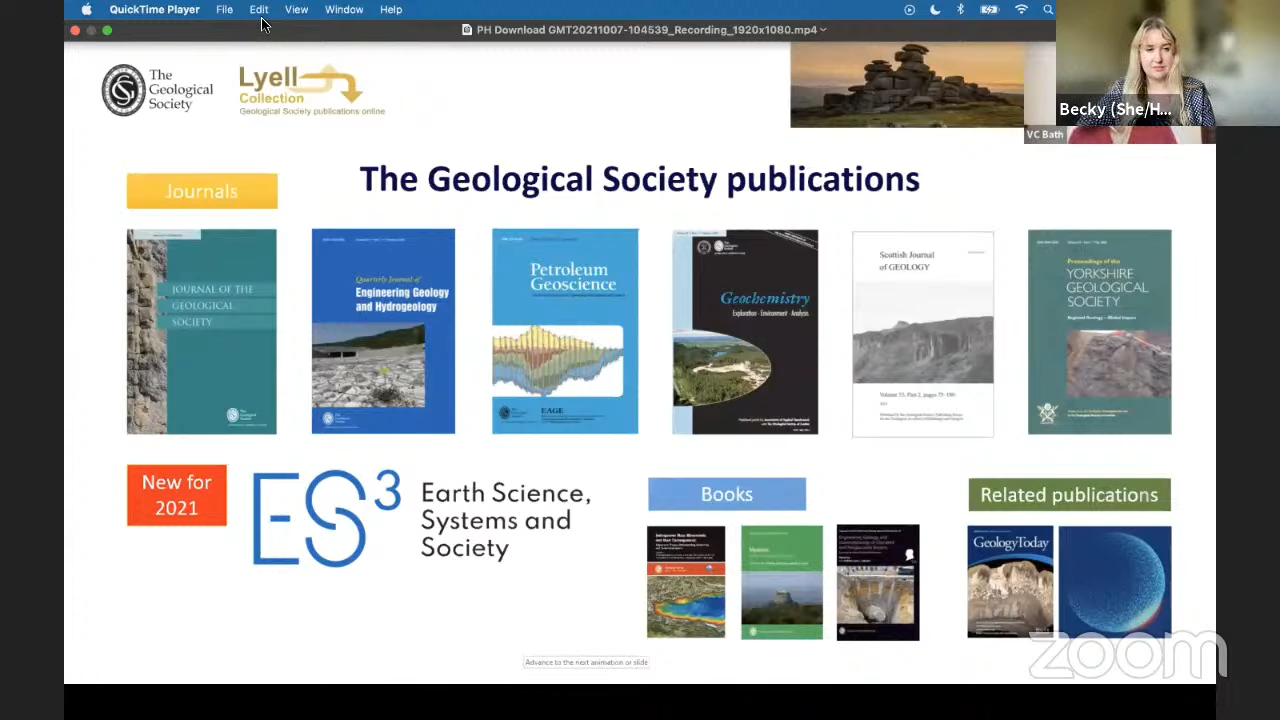 QuickTime Player File Edit View Window Help
PH Download GMT20211007-104539_Recording_1920x1080.mp4
The
Geological
Society
Lyell
Collection
Geological Society publications online
Becky (She/H...
VC Bath
Journals
The Geological Society publications
JOURNAL OF THE
GEOLOGICAL
SOCIETY
Quarterly Journal of
Engineering Geology
and Hydrogeology
Petroleum
Geoscience
EAGE
Geochemistry
Exploration · Environment · Analysis
Scottish Journal
of GEOLOGY
Proceedings of the
YORKSHIRE
GEOLOGICAL
SOCIETY
New for
2021
ES3
Earth Science,
Systems and
Society
Books
Related publications
GeologyToday
Advance to the next animation or slide
zoom